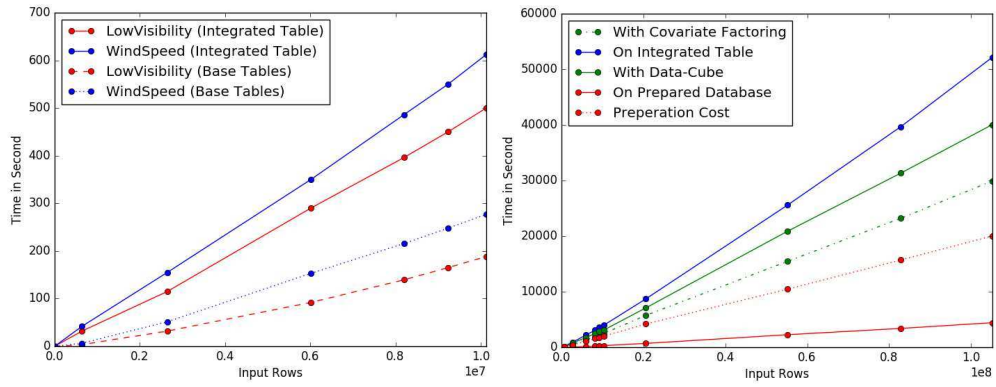 700
600
500
400
300
200
100
0
Time in Second
LowVisibility (Integrated Table)
WindSpeed (Integrated Table)
LowVisibility (Base Tables)
WindSpeed (Base Tables)
0.0 0.2 0.4 0.6 0.8 1.0
1e7
Input Rows
60000
50000
40000
30000
20000
10000
0
Time in Second
With Covariate Factoring
On Integrated Table
With Data-Cube
On Prepared Database
Preperation Cost
0.0 0.2 0.4 0.6 0.8 1.0
1e8
Input Rows